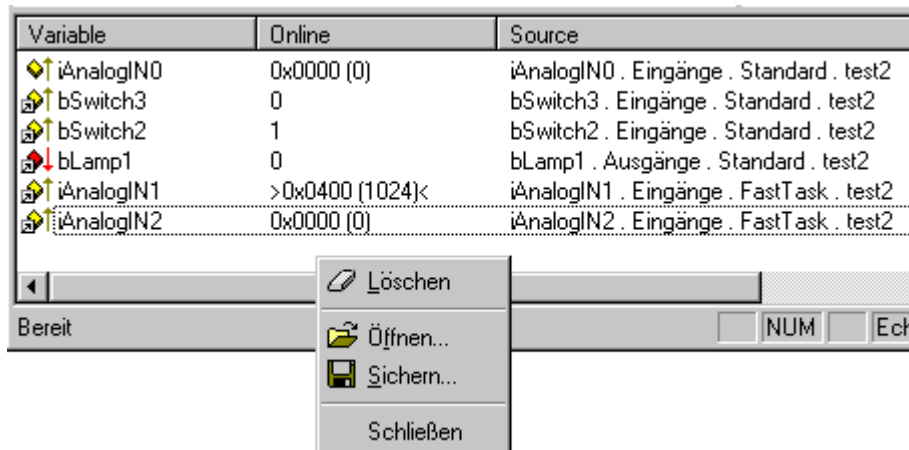 Variable Online Source
iAnalogIN0 0x0000 (0) iAnalogIN0 . Eingänge . Standard . test2
bSwitch3 0 bSwitch3 . Eingänge . Standard . test2
bSwitch2 1 bSwitch2 . Eingänge . Standard . test2
bLamp1 0 bLamp1 . Ausgänge . Standard . test2
iAnalogIN1 >0x0400 (1024)< iAnalogIN1 . Eingänge . FastTask . test2
iAnalogIN2 0x0000 (0) iAnalogIN2 . Eingänge . FastTask . test2
Löschen
Bereit NUM Ech
Öffnen...
Sichern...
Schließen